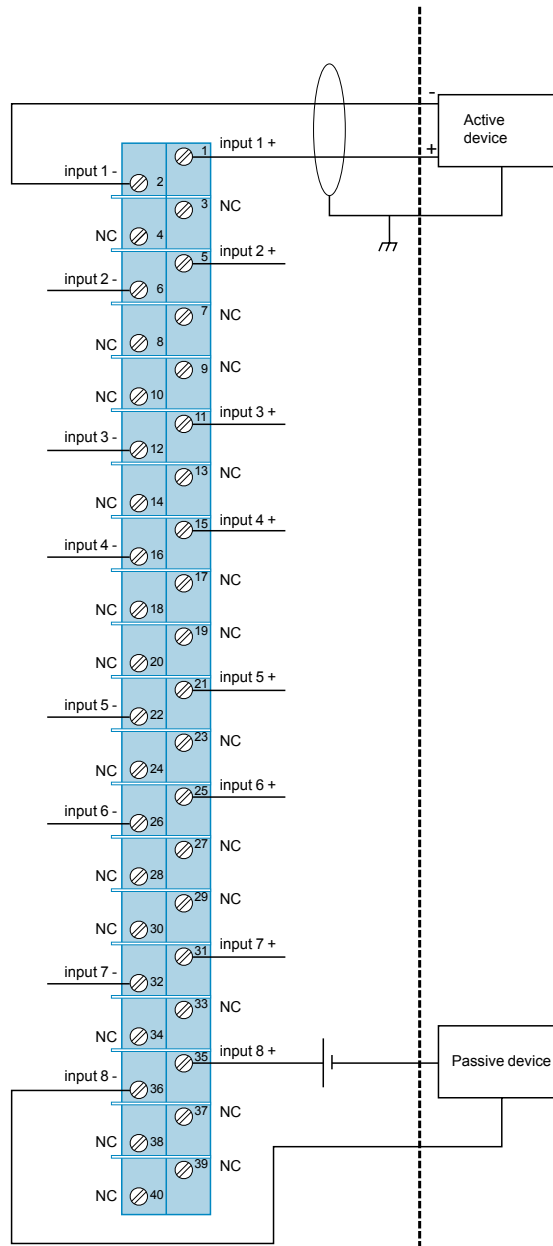 -
Active
device
+
1 input 1 +
input 1 - 2
3 NC
NC 4
5 input 2 +
input 2 - 6
7 NC
NC 8
9 NC
NC 10
11 input 3 +
input 3 - 12
13 NC
NC 14
15 input 4 +
input 4 - 16
17 NC
NC 18
19 NC
NC 20
21 input 5 +
input 5 - 22
23 NC
NC 24
25 input 6 +
input 6 - 26
27 NC
NC 28
29 NC
NC 30
31 input 7 +
input 7 - 32
33 NC
NC 34
35 input 8 +
Passive device
input 8 - 36
37 NC
NC 38
39 NC
NC 40